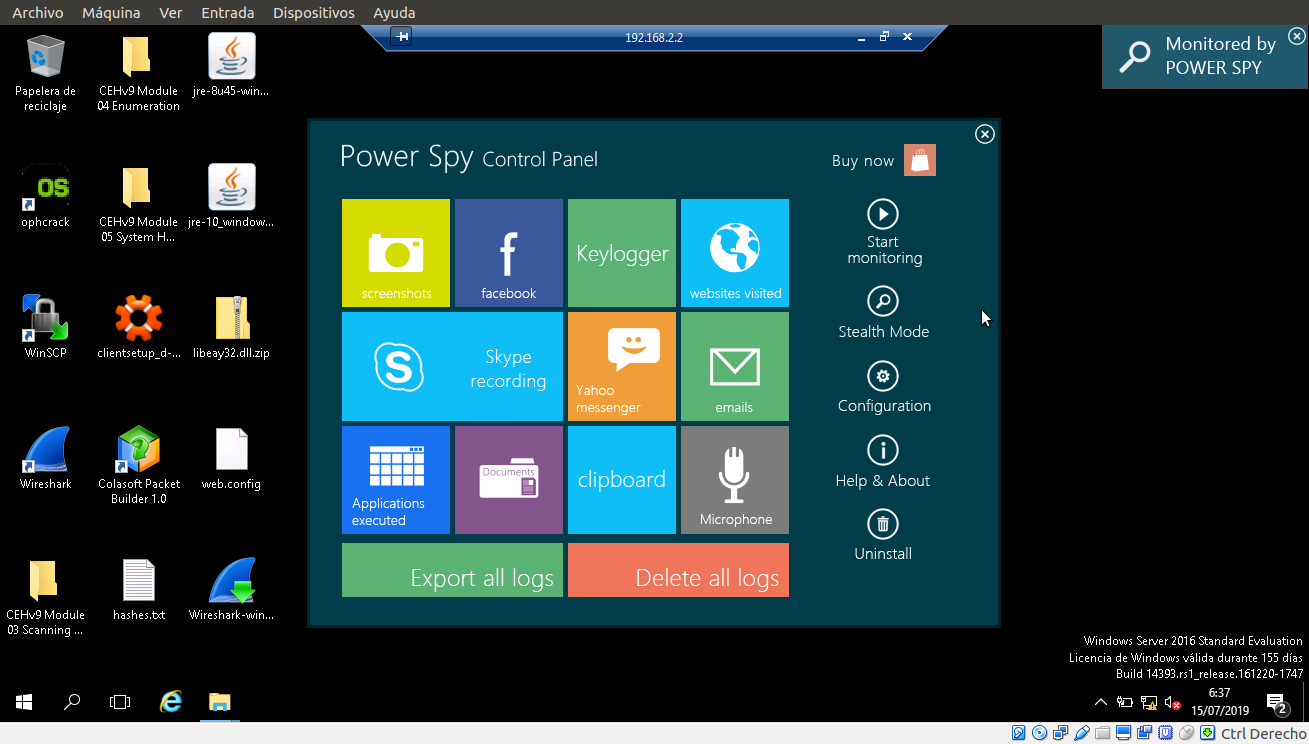 Archivo Máquina Ver Entrada Dispositivos Ayuda
192.168.2.2
Monitored by
POWER SPY
Papelera de
reciclaje
CEHv9 Module
04 Enumeration
jre-8u45-win...
OS
ophcrack
CEHv9 Module
05 System H...
jre-10_window...
WinSCP
clientsetup_d-...
libeay32.dll.zip
Wireshark
Colasoft Packet
Builder 1.0
web.config
CEHv9 Module
03 Scanning ...
hashes.txt
Wireshark-win...
Power Spy Control Panel
Buy now
screenshots
facebook
Keylogger
websites visited
Skype
recording
Yahoo
messenger
emails
Applications
executed
Documents
clipboard
Microphone
Export all logs
Delete all logs
Start
monitoring
Stealth Mode
Configuration
Help & About
Uninstall
Windows Server 2016 Standard Evaluation
Licencia de Windows válida durante 155 días
Build 14393.rs1_release.161220-1747
6:37
15/07/2019
2
Ctrl Derecho